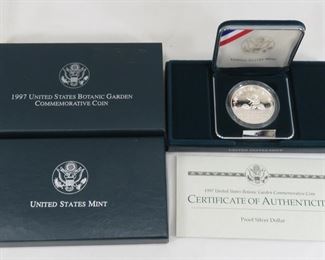 1997 UNITED STATES BOTANIC GARDEN
COMMEMORATIVE COIN
UNITED STATES MINT
1997 United States Botanic Garden Commemorative Coin
CERTIFICATE OF AUTHENTICIT
Proof Silver Dollar